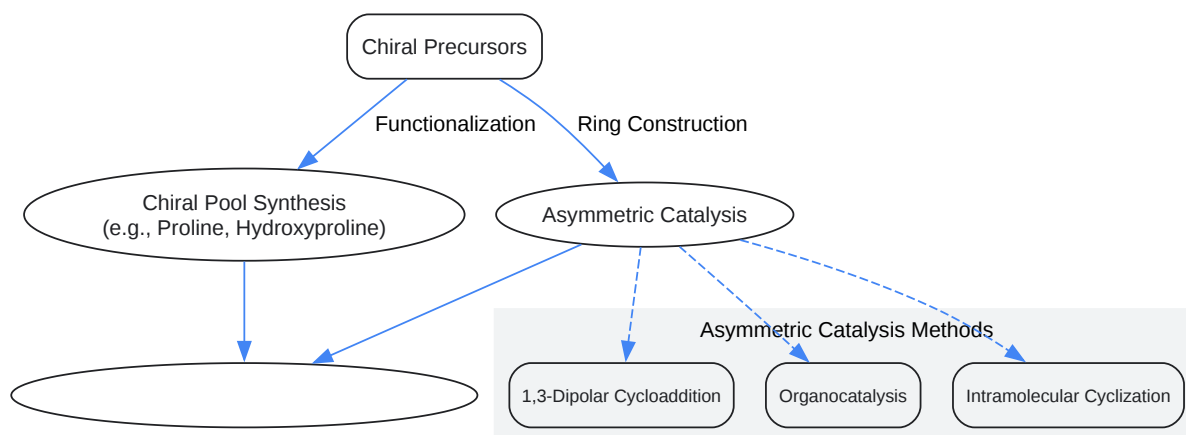 Chiral Precursors
Functionalization
Ring Construction
Chiral Pool Synthesis
(e.g., Proline, Hydroxyproline)
Asymmetric Catalysis
Asymmetric Catalysis Methods
1,3-Dipolar Cycloaddition
Organocatalysis
Intramolecular Cyclization